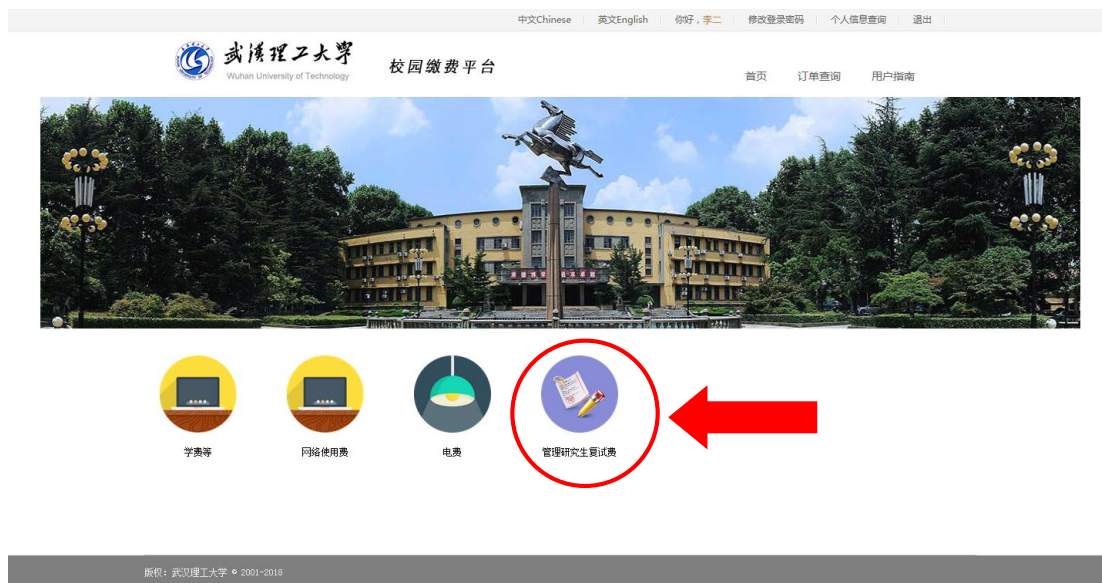 中文Chinese 英文English 你好，李二 修改登录密码 个人信息查询 退出
武汉理工大学
Wuhan University of Technology
校园缴费平台
首页 订单查询 用户指南
学费等 网络使用费 电费 管理研究生复试费
版权：武汉理工大学 © 2001-2018